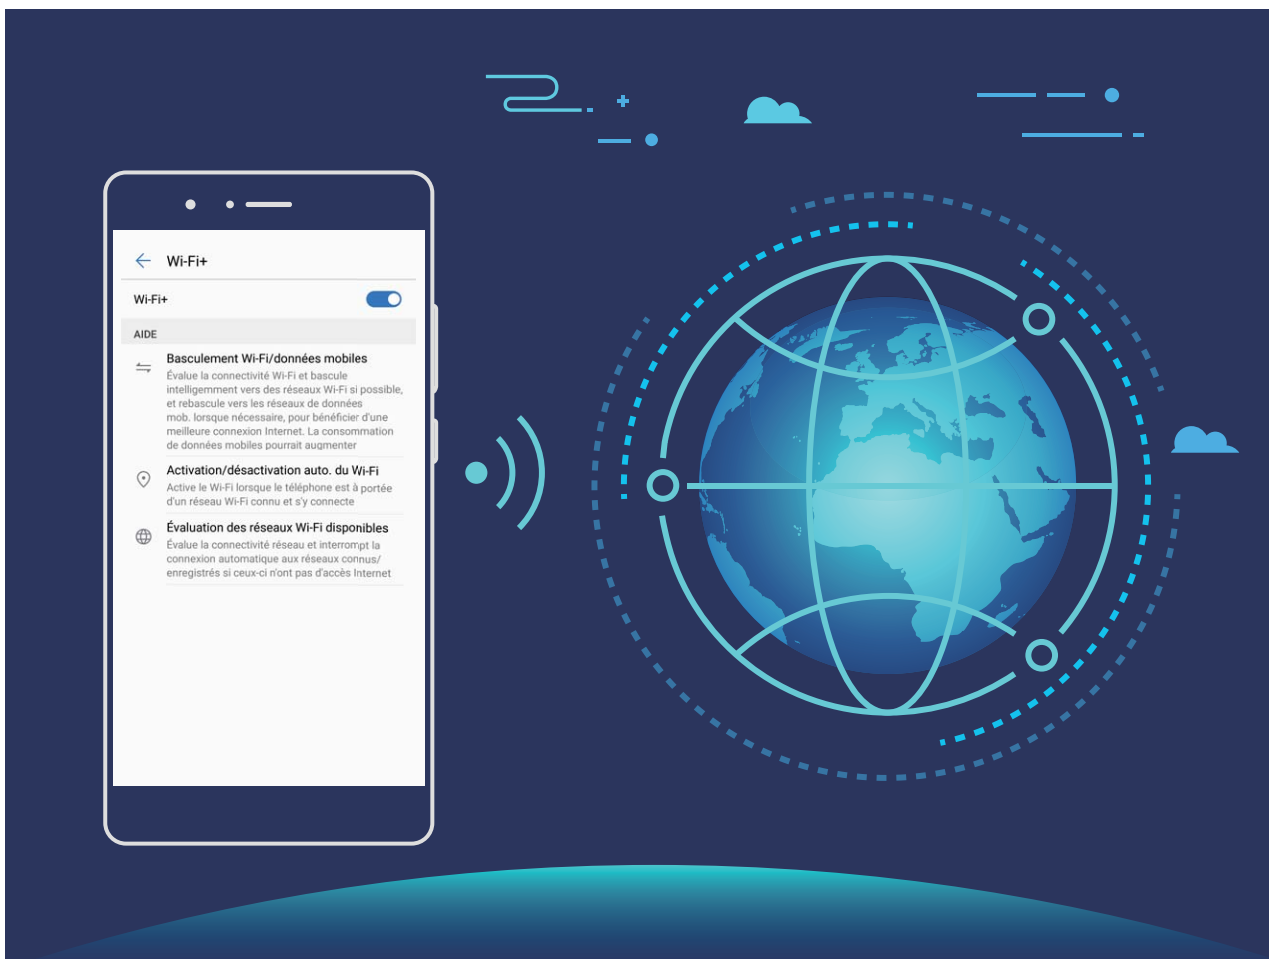 Wi-Fi+
Wi-Fi+
AIDE
Basculement Wi-Fi/données mobiles
Évalue la connectivité Wi-Fi et bascule
intelligemment vers des réseaux Wi-Fi si possible,
et rebascule vers les réseaux de données
mob. lorsque nécessaire, pour bénéficier d'une
meilleure connexion Internet. La consommation
de données mobiles pourrait augmenter
Activation/désactivation auto. du Wi-Fi
Active le Wi-Fi lorsque le téléphone est à portée
d'un réseau Wi-Fi connu et s'y connecte
Évaluation des réseaux Wi-Fi disponibles
Évalue la connectivité réseau et interrompt la
connexion automatique aux réseaux connus/
enregistrés si ceux-ci n'ont pas d'accès Internet